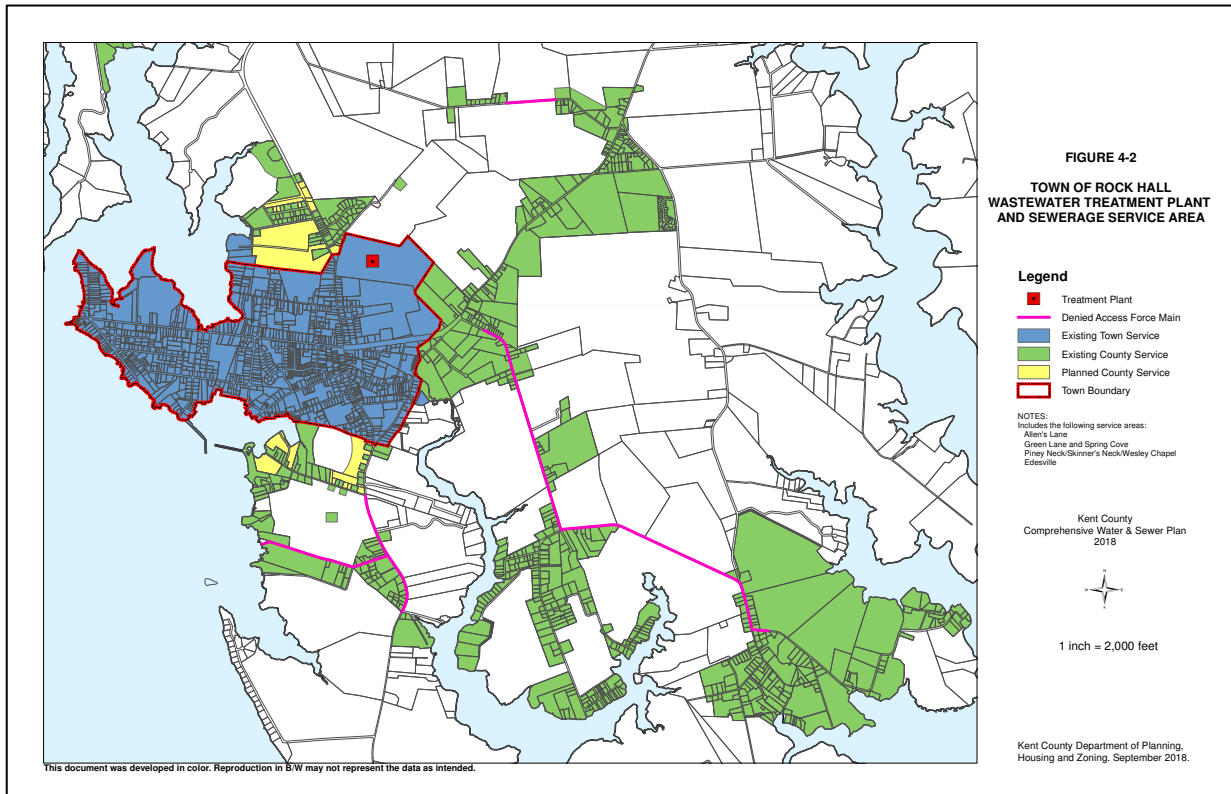 FIGURE 4-2
TOWN OF ROCK HALL
WASTEWATER TREATMENT PLANT
AND SEWERAGE SERVICE AREA
Legend
Treatment Plant
Denied Access Force Main
Existing Town Service
Existing County Service
Planned County Service
Town Boundary
NOTES:
Includes the following service areas:
Allen's Lane
Green Lane and Spring Cove
Piney Neck/Skinner's Neck/Wesley Chapel
Edesville
Kent County
Comprehensive Water & Sewer Plan
2018
N
W E
S
1 inch = 2,000 feet
Kent County Department of Planning,
Housing and Zoning. September 2018.
This document was developed in color. Reproduction in B/W may not represent the data as intended.